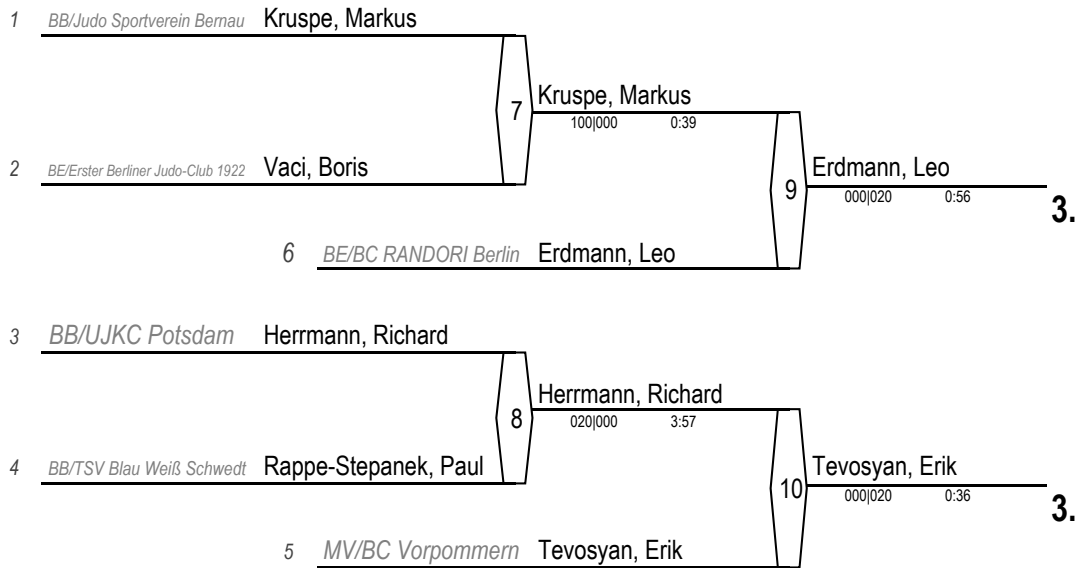 1 BB/Judo Sportverein Bernau Kruspe, Markus
7 Kruspe, Markus
100|000 0:39
2 BE/Erster Berliner Judo-Club 1922 Vaci, Boris
9 Erdmann, Leo
000|020 0:56
3.
6 BE/BC RANDORI Berlin Erdmann, Leo
3 BB/UJKC Potsdam Herrmann, Richard
8 Herrmann, Richard
020|000 3:57
4 BB/TSV Blau Weiß Schwedt Rappe-Stepanek, Paul
10 Tevosyan, Erik
000|020 0:36
3.
5 MV/BC Vorpommern Tevosyan, Erik